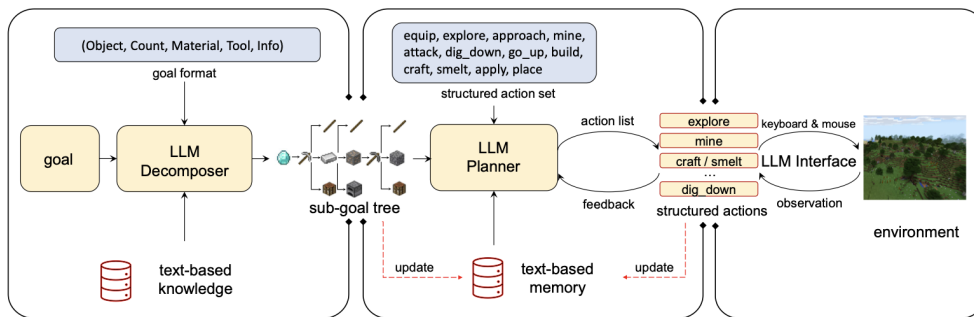 (Object, Count, Material, Tool, Info)
goal format
goal
LLM
Decomposer
sub-goal tree
text-based
knowledge
equip, explore, approach, mine,
attack, dig_down, go_up, build,
craft, smelt, apply, place
structured action set
LLM
Planner
action list
feedback
update
text-based
memory
update
explore
mine
craft / smelt
...
dig_down
structured actions
keyboard & mouse
LLM Interface
observation
environment